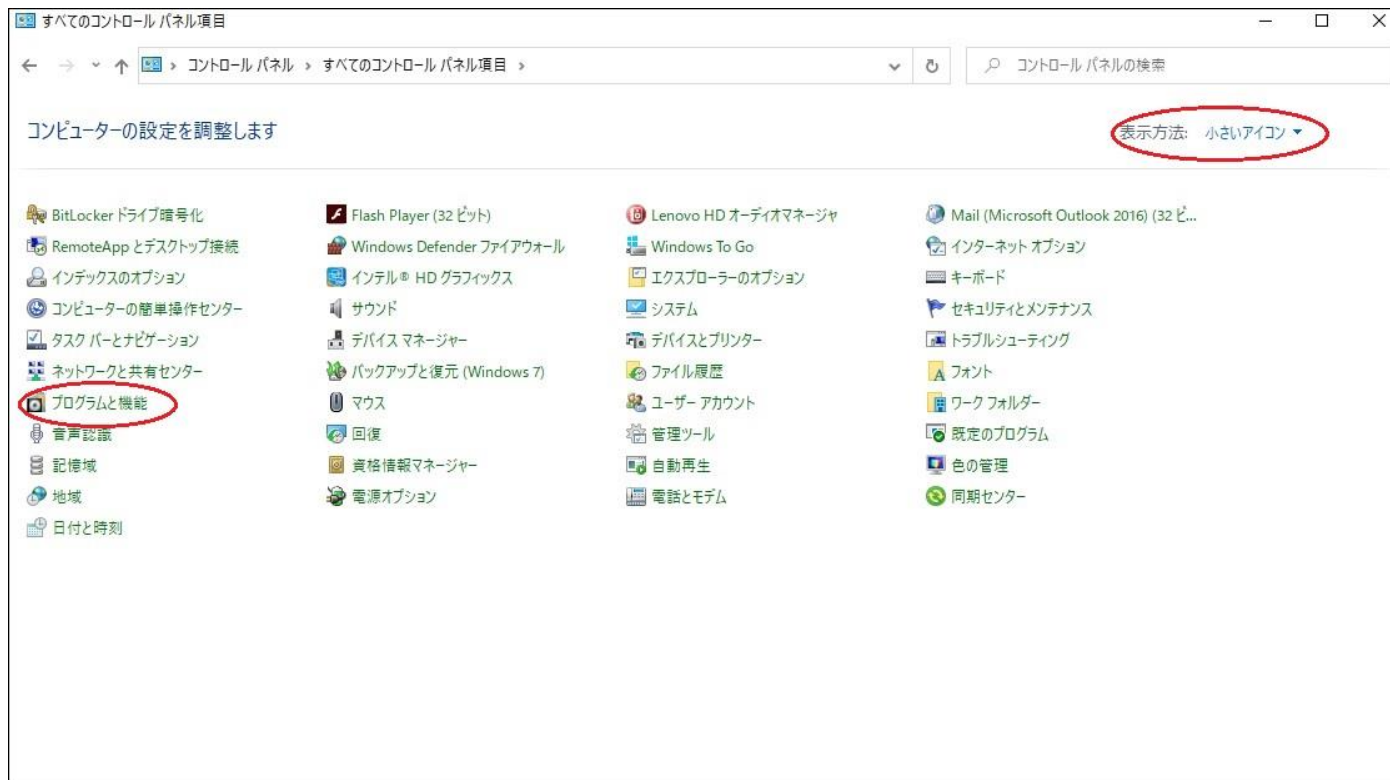 すべてのコントロール パネル項目
コントロール パネル › すべてのコントロール パネル項目 ›
コントロール パネルの検索
コンピューターの設定を調整します
表示方法: 小さいアイコン
BitLocker ドライブ暗号化
Flash Player (32 ビット)
Lenovo HD オーディオマネージャ
Mail (Microsoft Outlook 2016) (32 ビ...
RemoteApp とデスクトップ接続
Windows Defender ファイアウォール
Windows To Go
インターネット オプション
インデックスのオプション
インテル® HD グラフィックス
エクスプローラーのオプション
キーボード
コンピューターの簡単操作センター
サウンド
システム
セキュリティとメンテナンス
タスク バーとナビゲーション
デバイス マネージャー
デバイスとプリンター
トラブルシューティング
ネットワークと共有センター
バックアップと復元 (Windows 7)
ファイル履歴
フォント
プログラムと機能
マウス
ユーザー アカウント
ワーク フォルダー
音声認識
回復
管理ツール
既定のプログラム
記憶域
資格情報マネージャー
自動再生
色の管理
地域
電源オプション
電話とモデム
同期センター
日付と時刻